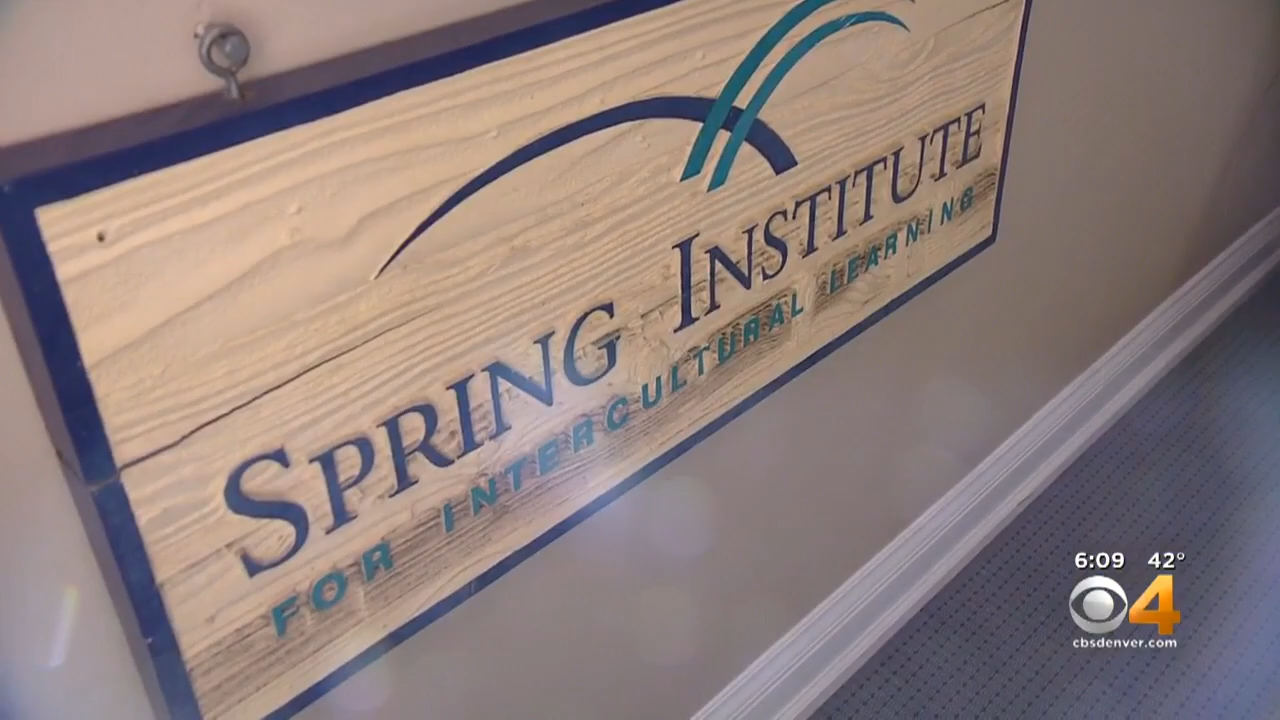 SPRING INSTITUTE
FOR INTERCULTURAL LEARNING
6:09 42°
4
cbsdenver.com